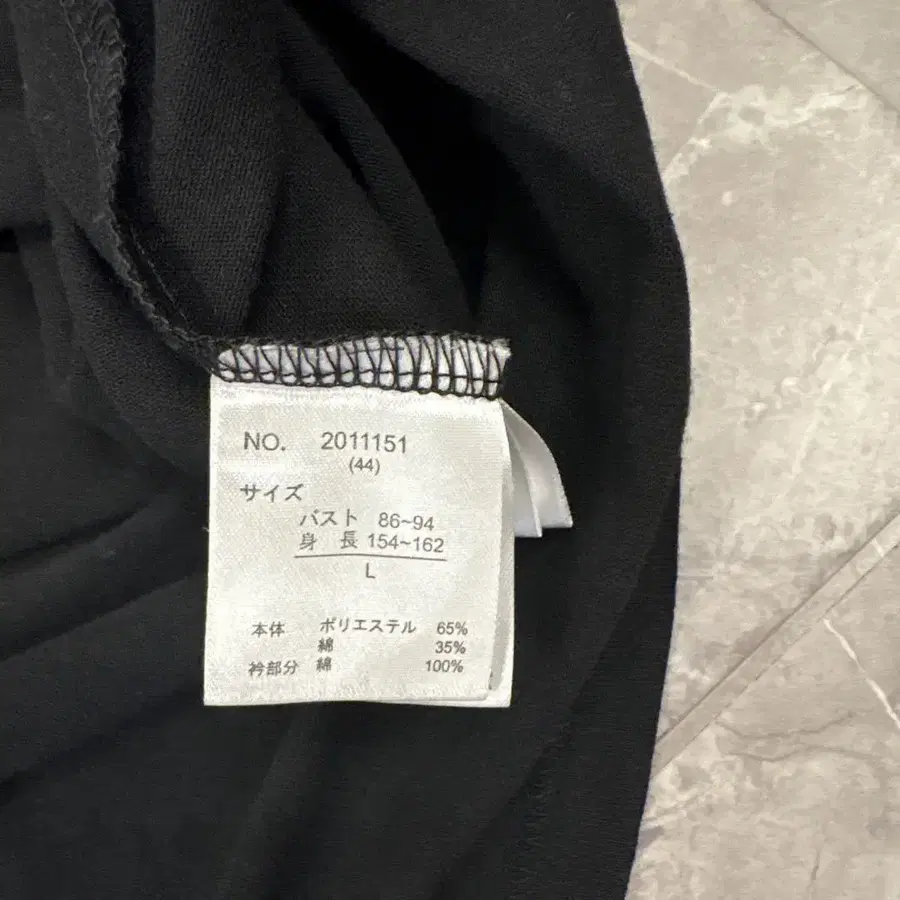 NO. 2011151
(44)
サイズ
バスト 86~94
身 長 154~162
L
本体 ポリエステル 65%
綿 35%
衿部分 綿 100%